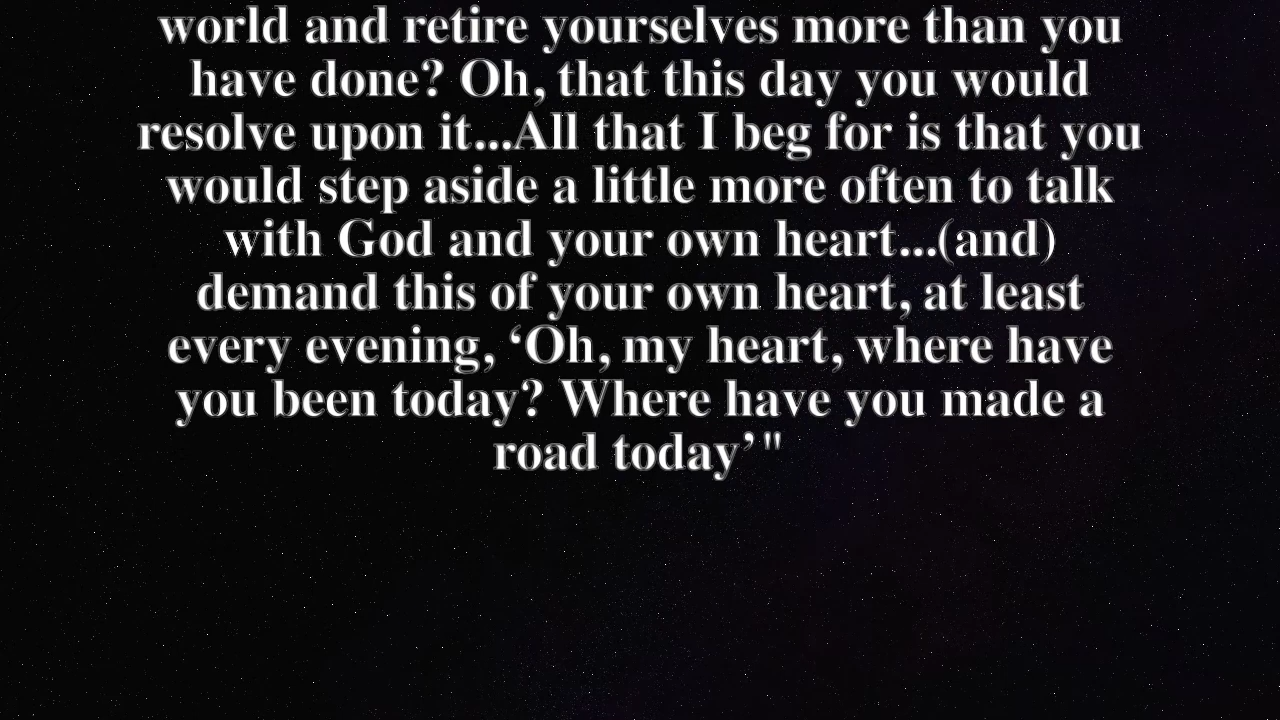 world and retire yourselves more than you
have done? Oh, that this day you would
resolve upon it...All that I beg for is that you
would step aside a little more often to talk
with God and your own heart...(and)
demand this of your own heart, at least
every evening, ‘Oh, my heart, where have
you been today? Where have you made a
road today’"